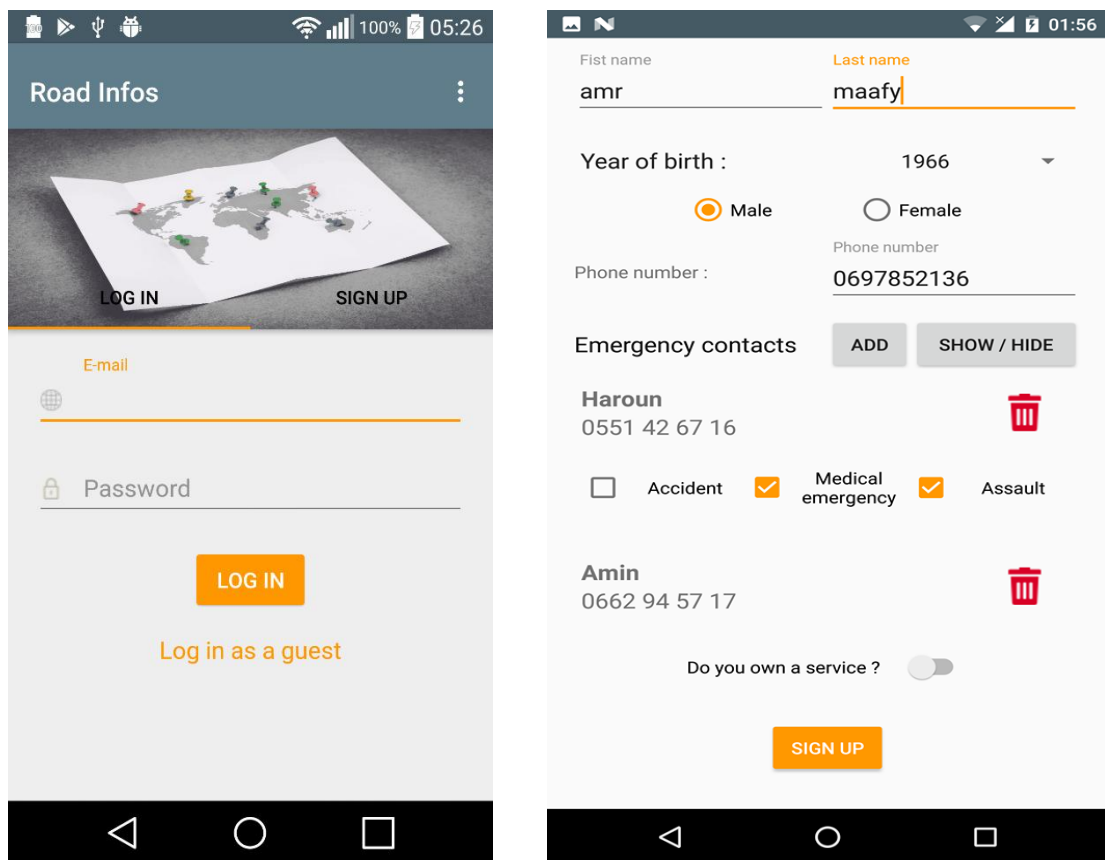 100% 05:26
Road Infos
LOG IN SIGN UP
E-mail
Password
LOG IN
Log in as a guest
01:56
Fist name Last name
amr maafy
Year of birth : 1966
Male Female
Phone number
Phone number : 0697852136
Emergency contacts ADD SHOW / HIDE
Haroun
0551 42 67 16
Accident Medical emergency Assault
Amin
0662 94 57 17
Do you own a service ?
SIGN UP